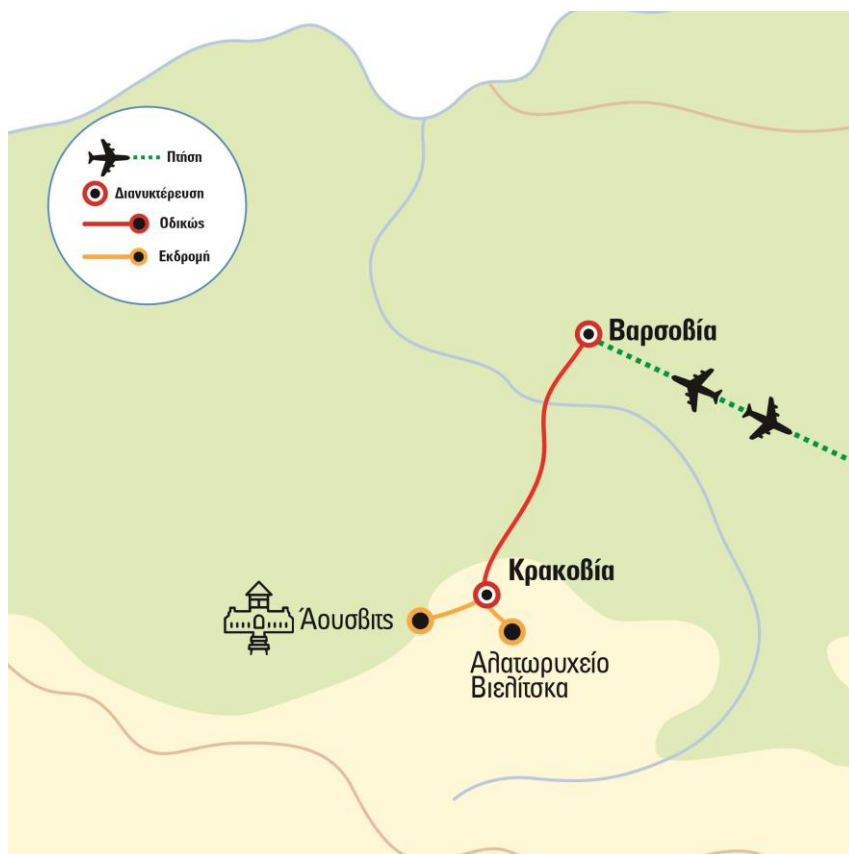 Πτήση
Διανυκτέρευση
Οδικώς
Εκδρομή
Βαρσοβία
Κρακοβία
Άουσβιτς
Αλατωρυχείο
Βιελίτσκα